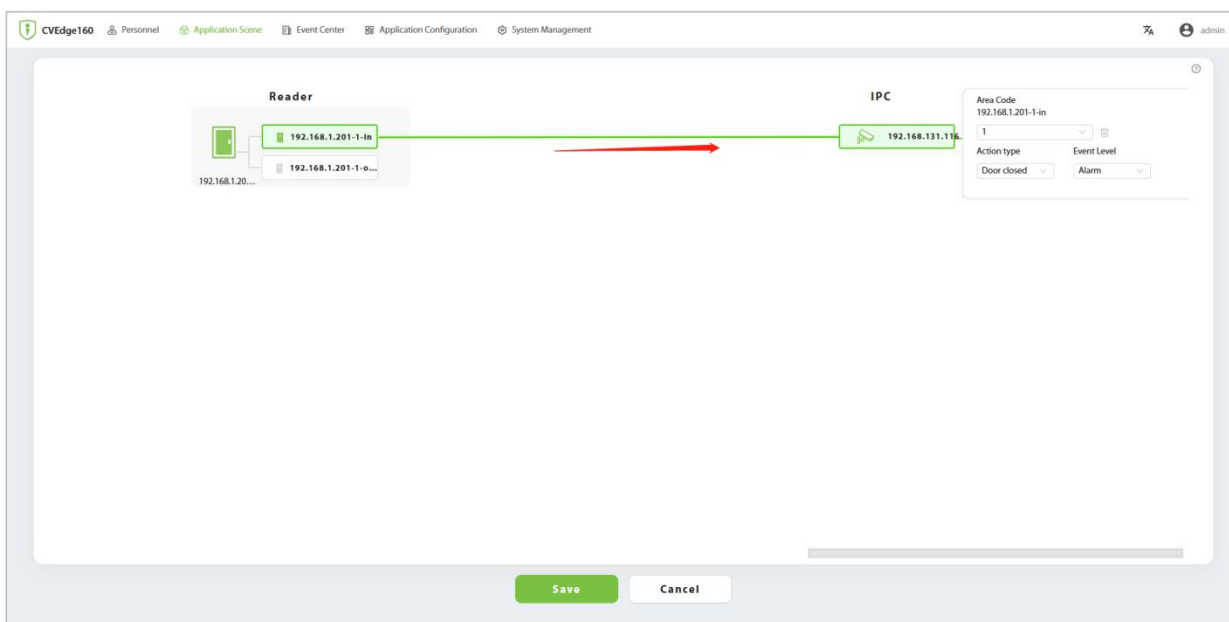 CVEdge160 Personnel Application Scene Event Center Application Configuration System Management admin
Reader
IPC
192.168.1.201-1-in
192.168.1.201-1-o...
192.168.1.20...
192.168.131.116.
Area Code
192.168.1.201-1-in
1
Action type Event Level
Door closed Alarm
Save Cancel